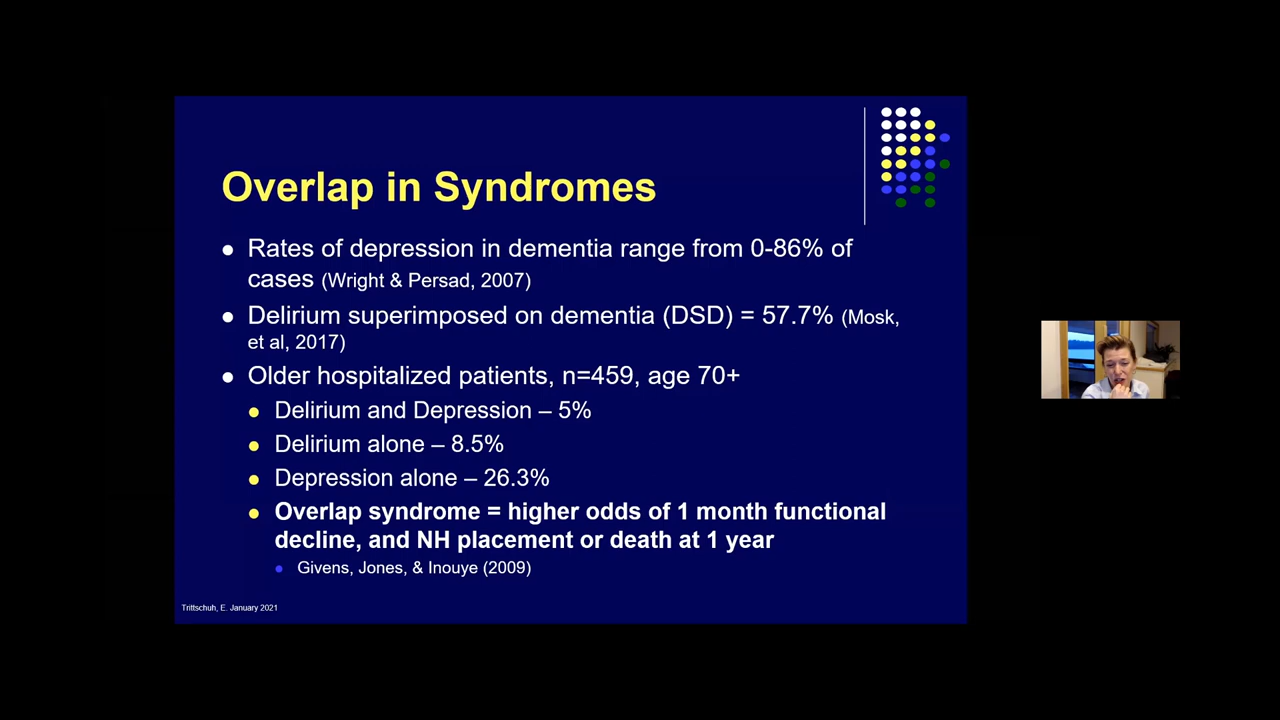 Overlap in Syndromes
Rates of depression in dementia range from 0-86% of
cases (Wright & Persad, 2007)
Delirium superimposed on dementia (DSD) = 57.7% (Mosk,
et al, 2017)
Older hospitalized patients, n=459, age 70+
Delirium and Depression – 5%
Delirium alone – 8.5%
Depression alone – 26.3%
Overlap syndrome = higher odds of 1 month functional
decline, and NH placement or death at 1 year
Givens, Jones, & Inouye (2009)
Trittschuh, E. January 2021